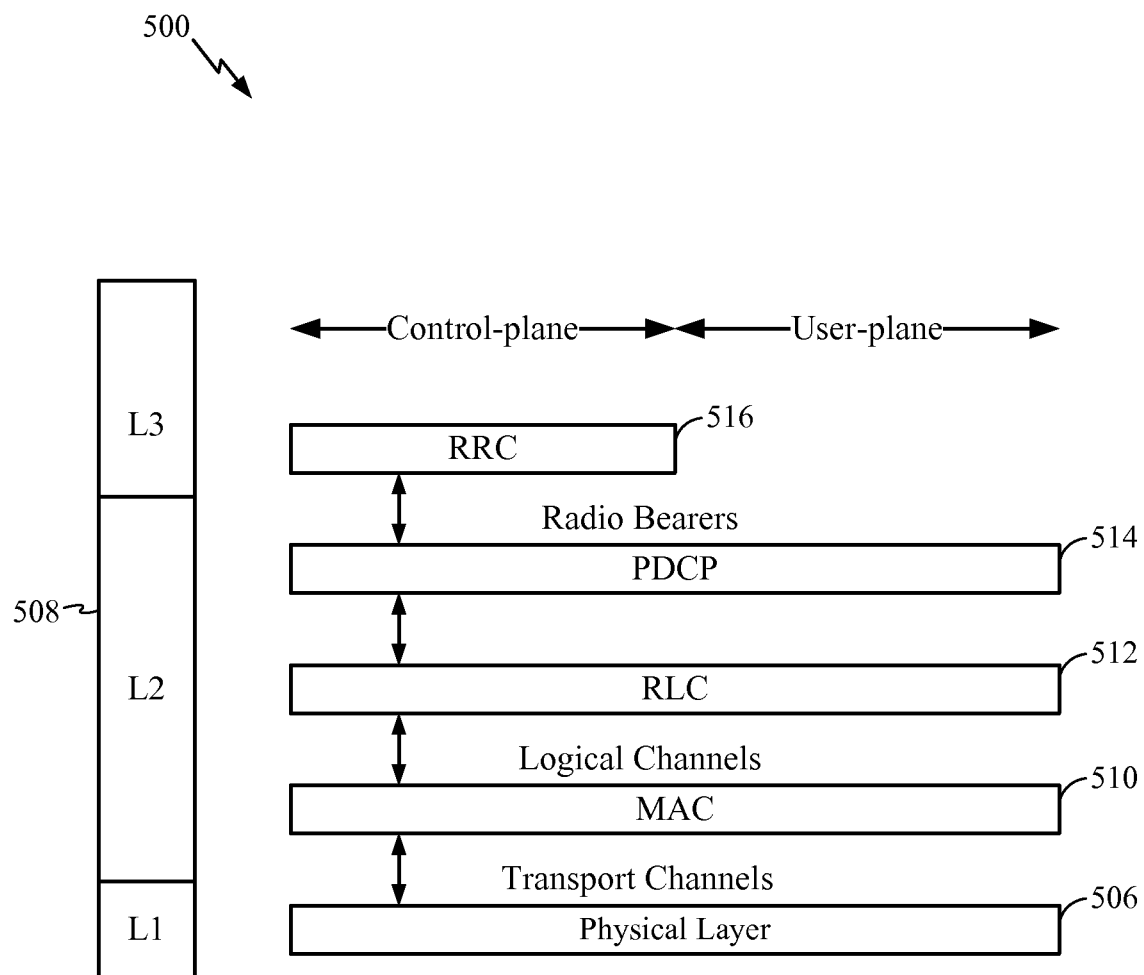 500
Control-plane
User-plane
L3
516
RRC
Radio Bearers
514
PDCP
508
512
L2
RLC
Logical Channels
510
MAC
Transport Channels
506
L1
Physical Layer